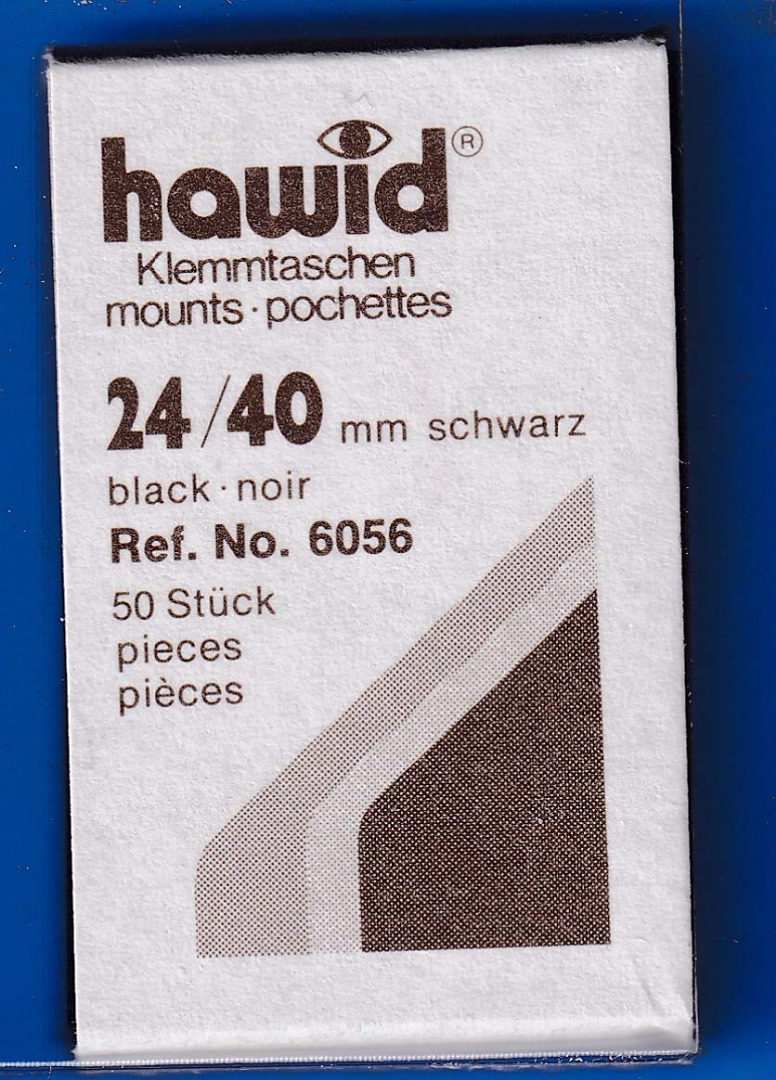 hawid®
Klemmtaschen
mounts·pochettes
24/40 mm schwarz
black·noir
Ref. No. 6056
50 Stück
pieces
pièces